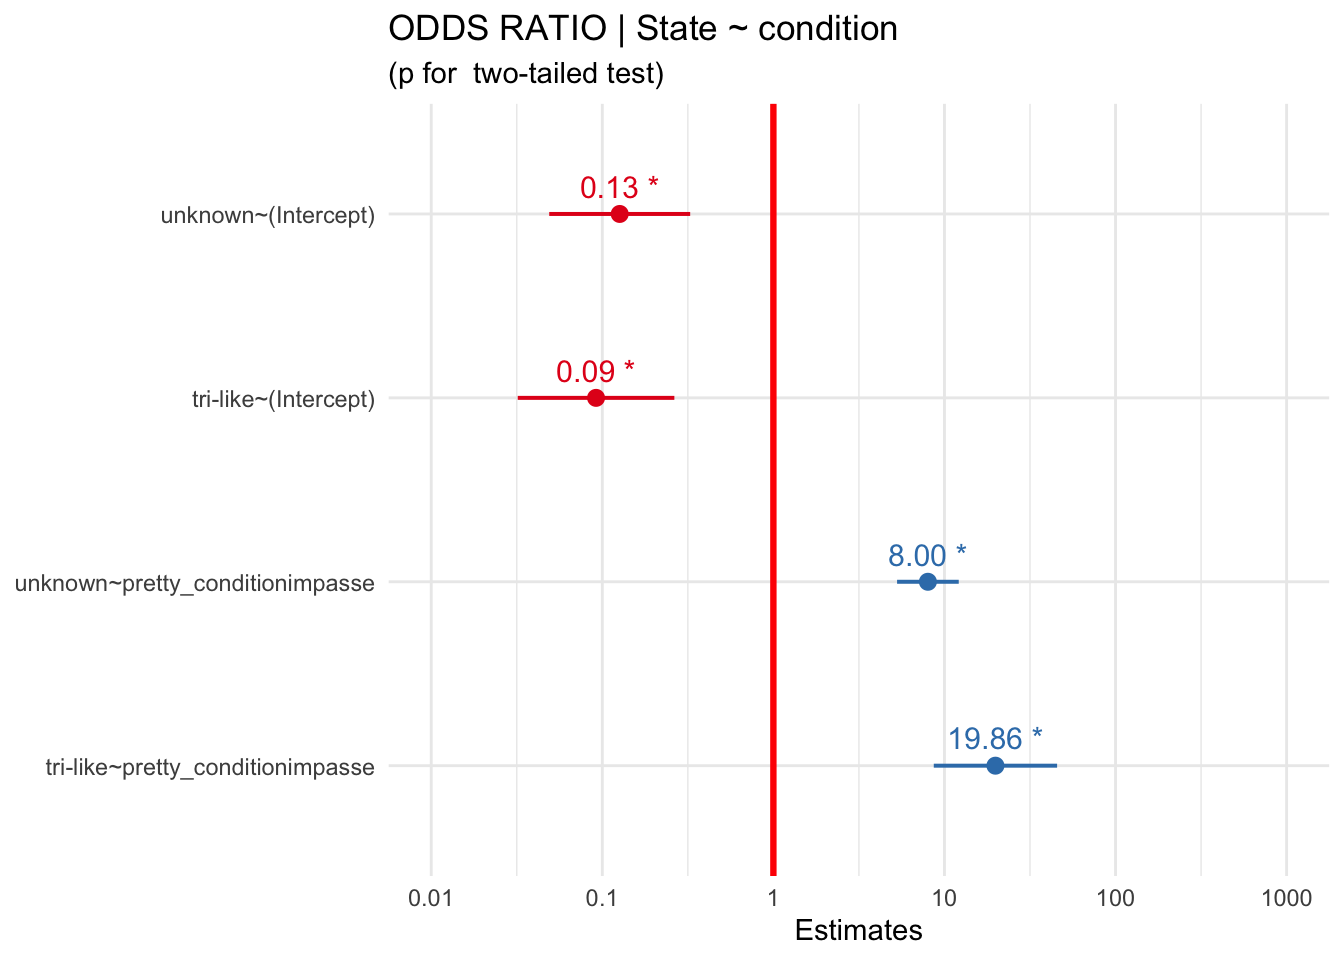 ODDS RATIO | State ~ condition
(p for  two-tailed test)
unknown~(Intercept)
0.13 *
tri-like~(Intercept)
0.09 *
unknown~pretty_conditionimpasse
8.00 *
tri-like~pretty_conditionimpasse
19.86 *
0.01 0.1 1 10 100 1000
Estimates